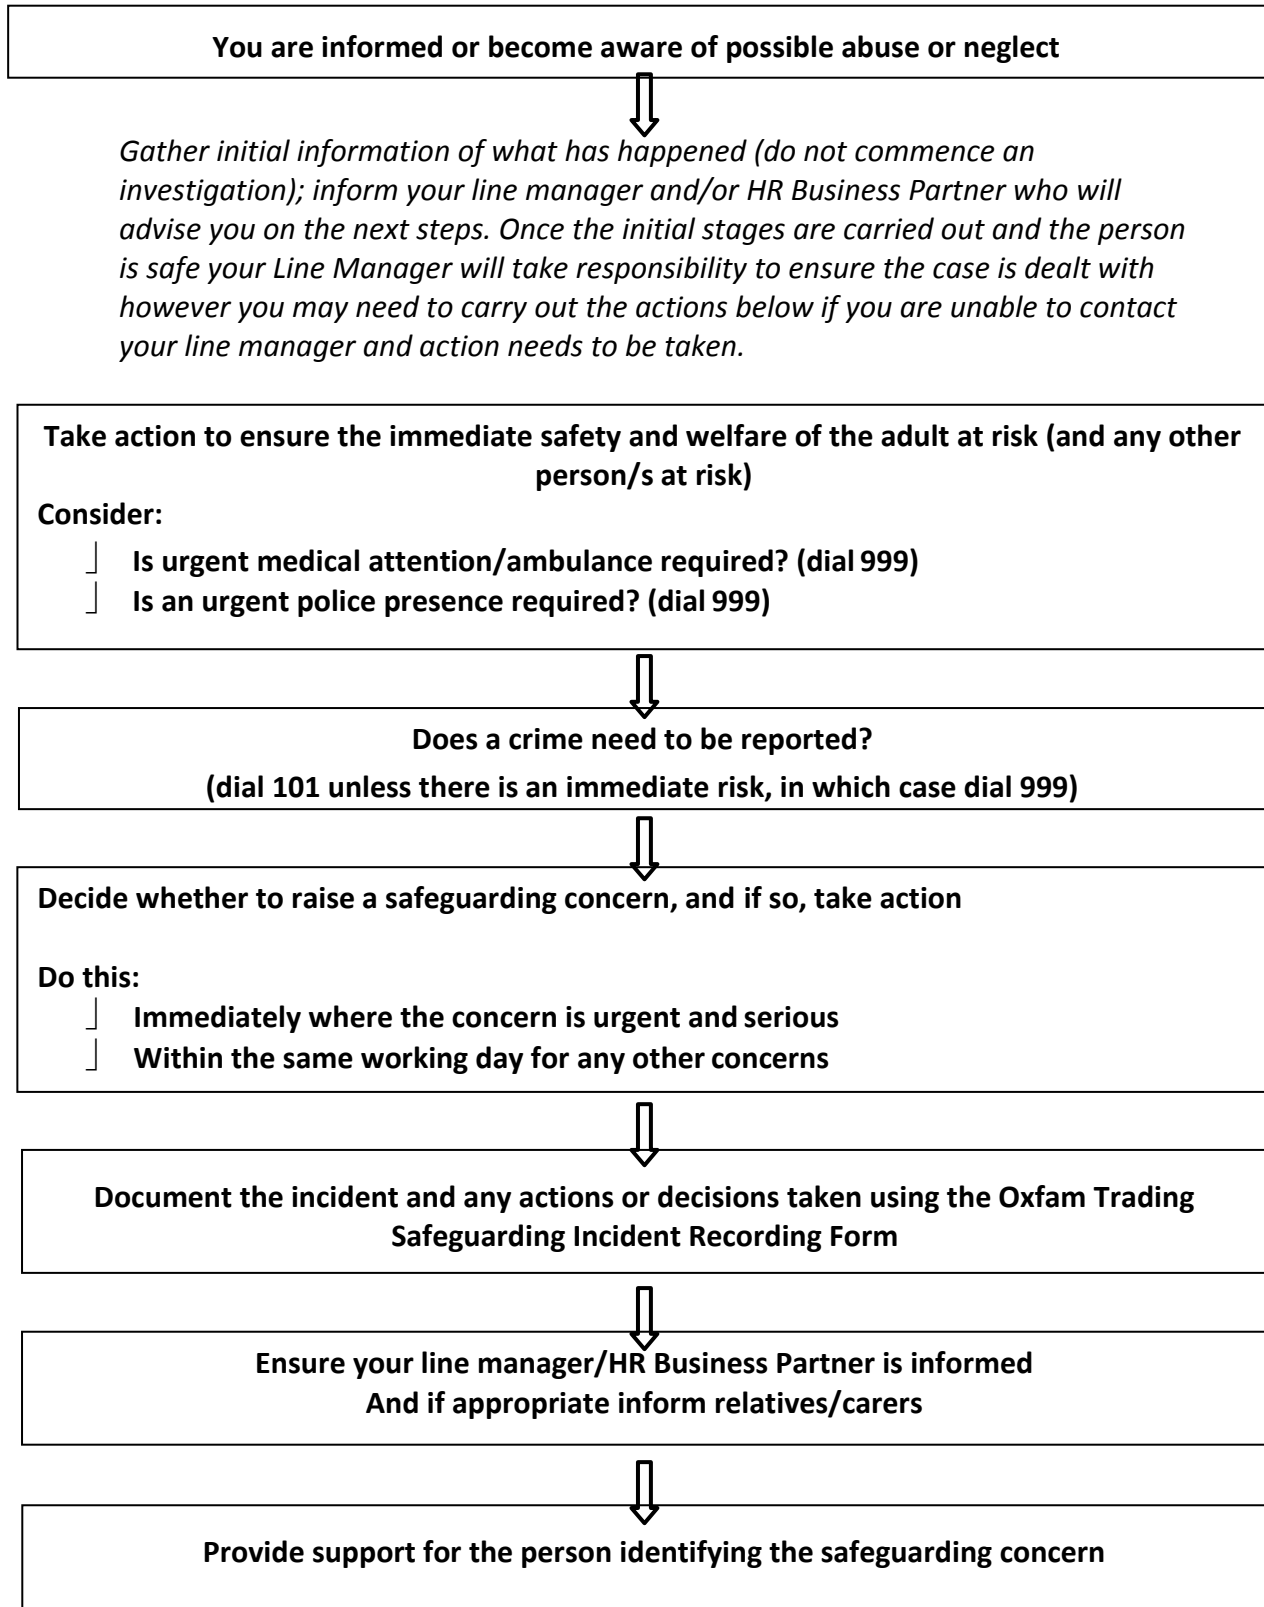 You are informed or become aware of possible abuse or neglect
Gather initial information of what has happened (do not commence an
investigation); inform your line manager and/or HR Business Partner who will
advise you on the next steps. Once the initial stages are carried out and the person
is safe your Line Manager will take responsibility to ensure the case is dealt with
however you may need to carry out the actions below if you are unable to contact
your line manager and action needs to be taken.
Take action to ensure the immediate safety and welfare of the adult at risk (and any other
person/s at risk)
Consider:
Is urgent medical attention/ambulance required? (dial 999)
Is an urgent police presence required? (dial 999)
Does a crime need to be reported?
(dial 101 unless there is an immediate risk, in which case dial 999)
Decide whether to raise a safeguarding concern, and if so, take action
Do this:
Immediately where the concern is urgent and serious
Within the same working day for any other concerns
Document the incident and any actions or decisions taken using the Oxfam Trading
Safeguarding Incident Recording Form
Ensure your line manager/HR Business Partner is informed
And if appropriate inform relatives/carers
Provide support for the person identifying the safeguarding concern